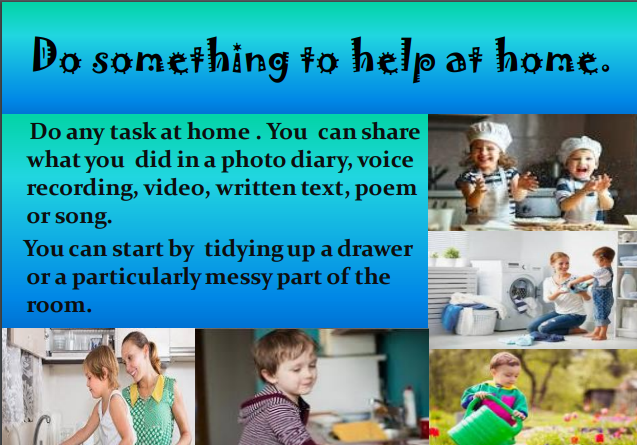 Do something to help at home.
Do any task at home . You can share
what you did in a photo diary, voice
recording, video, written text, poem
or song.
You can start by tidying up a drawer
or a particularly messy part of the
room.